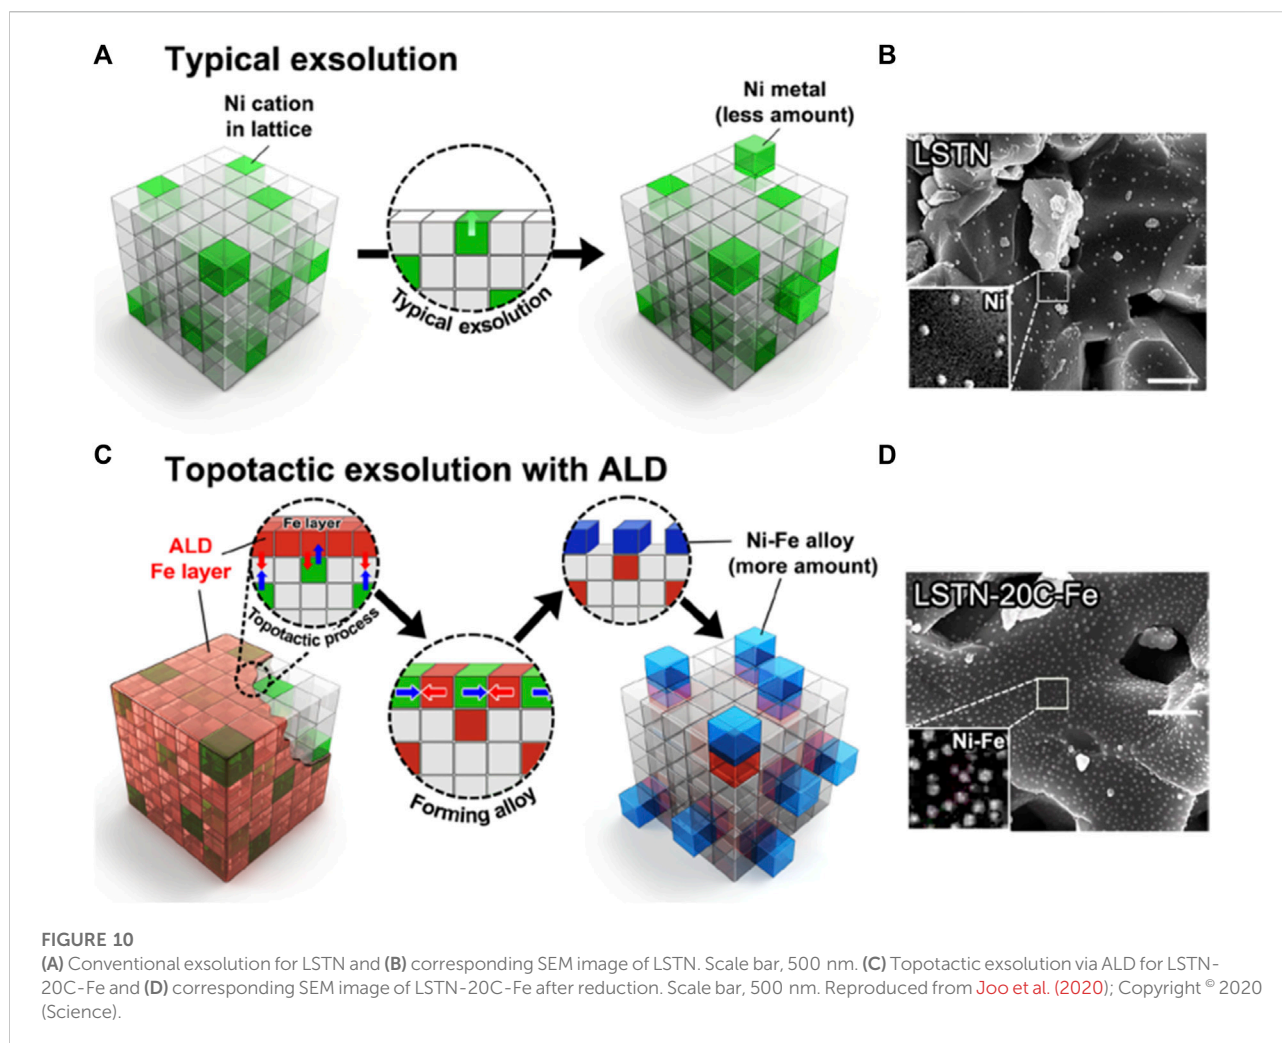 A
Typical exsolution
Ni cation
in lattice
Typical exsolution
Ni metal
(less amount)
B
LSTN
Ni
C
Topotactic exsolution with ALD
ALD
Fe layer
Fe layer
Topotactic process
Forming alloy
Ni-Fe alloy
(more amount)
D
LSTN-20C-Fe
Ni-Fe
FIGURE 10
(A) Conventional exsolution for LSTN and (B) corresponding SEM image of LSTN. Scale bar, 500 nm. (C) Topotactic exsolution via ALD for LSTN-
20C-Fe and (D) corresponding SEM image of LSTN-20C-Fe after reduction. Scale bar, 500 nm. Reproduced from Joo et al. (2020); Copyright © 2020
(Science).